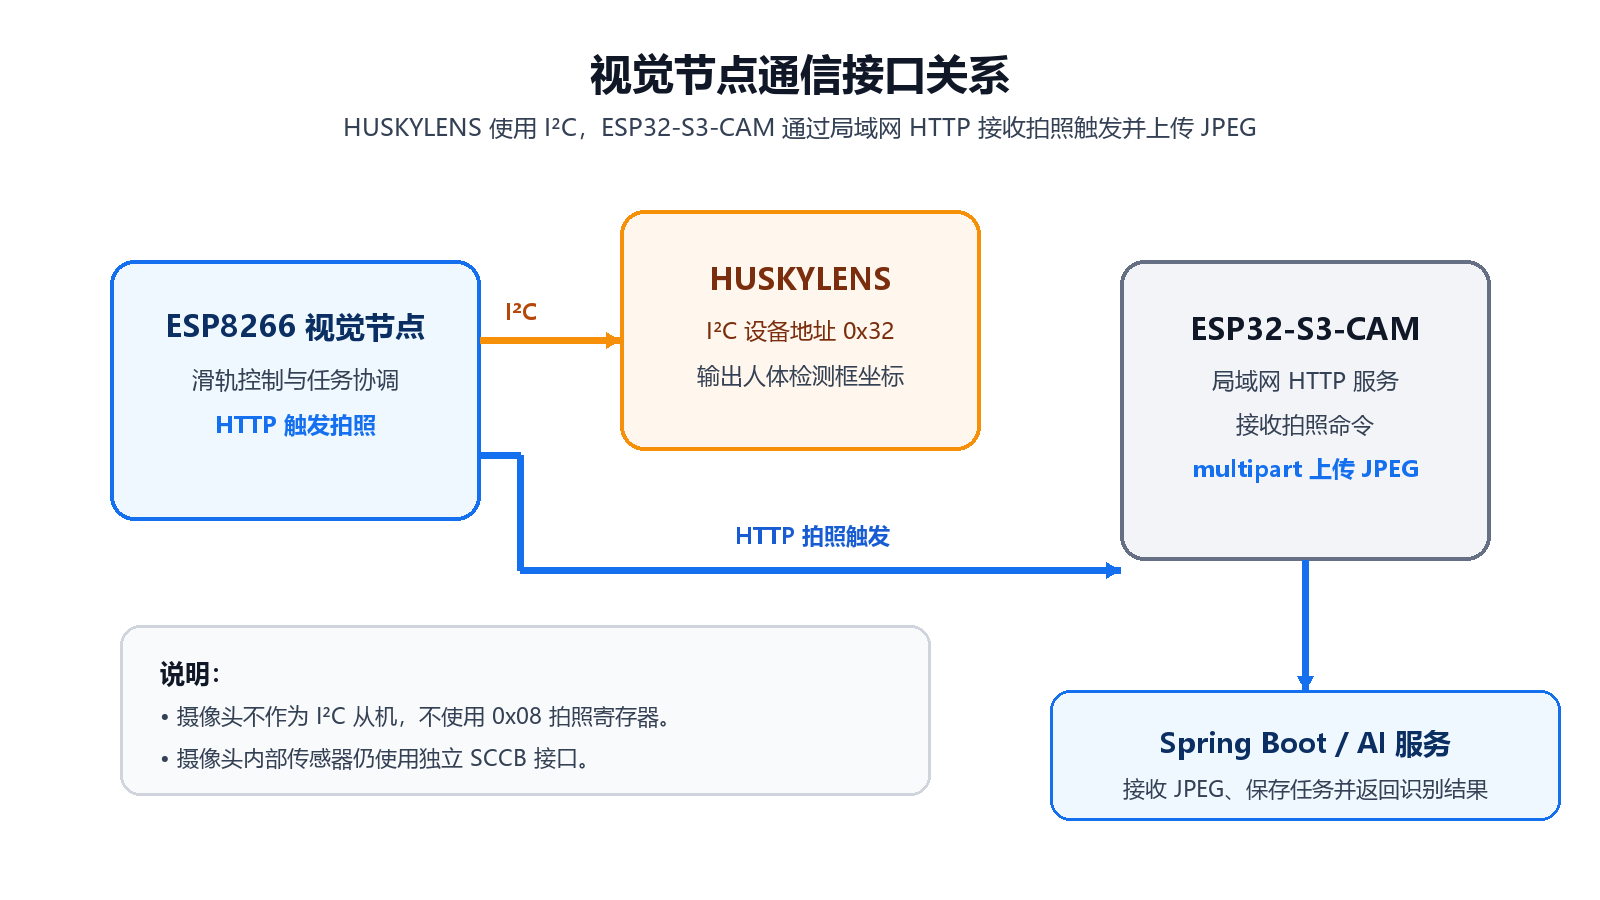 视觉节点通信接口关系
HUSKYLENS 使用 I²C，ESP32-S3-CAM 通过局域网 HTTP 接收拍照触发并上传 JPEG
ESP8266 视觉节点
滑轨控制与任务协调
HTTP 触发拍照
I²C
HUSKYLENS
I²C 设备地址 0x32
输出人体检测框坐标
ESP32-S3-CAM
局域网 HTTP 服务
接收拍照命令
multipart 上传 JPEG
HTTP 拍照触发
说明：
• 摄像头不作为 I²C 从机，不使用 0x08 拍照寄存器。
• 摄像头内部传感器仍使用独立 SCCB 接口。
Spring Boot / AI 服务
接收 JPEG、保存任务并返回识别结果